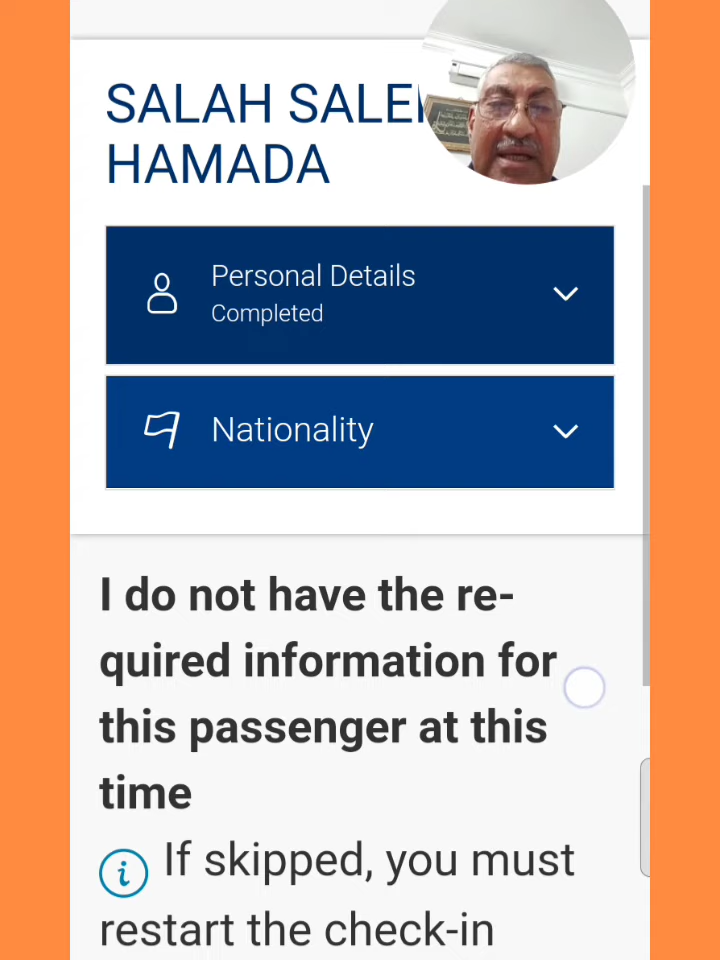 SALAH
HAMADA
Personal Details
Completed
Nationality
I do not have the re-
quired information for
this passenger at this
time
If skipped, you must
restart the check-in